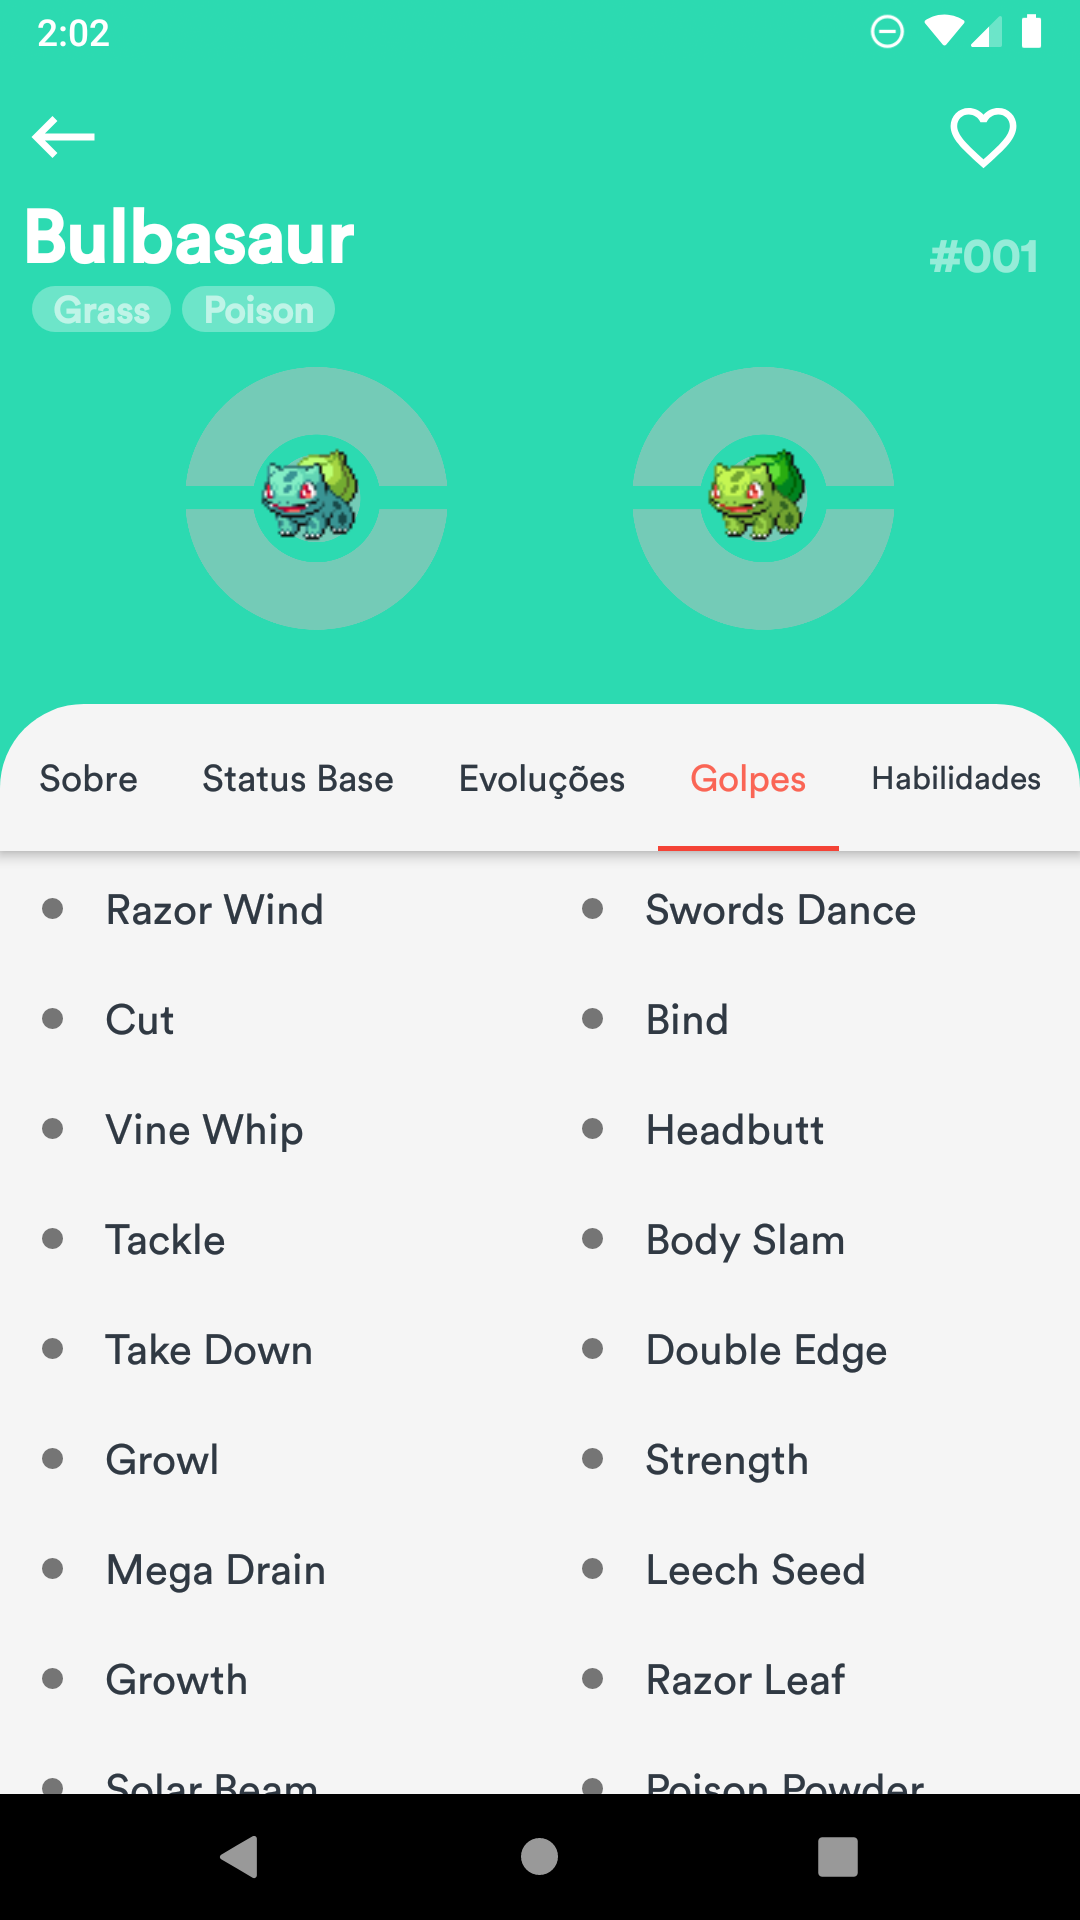 2:02
Bulbasaur
#001
Grass Poison
Sobre Status Base Evoluções Golpes Habilidades
Razor Wind Swords Dance
Cut Bind
Vine Whip Headbutt
Tackle Body Slam
Take Down Double Edge
Growl Strength
Mega Drain Leech Seed
Growth Razor Leaf
Solar Beam Poison Powder